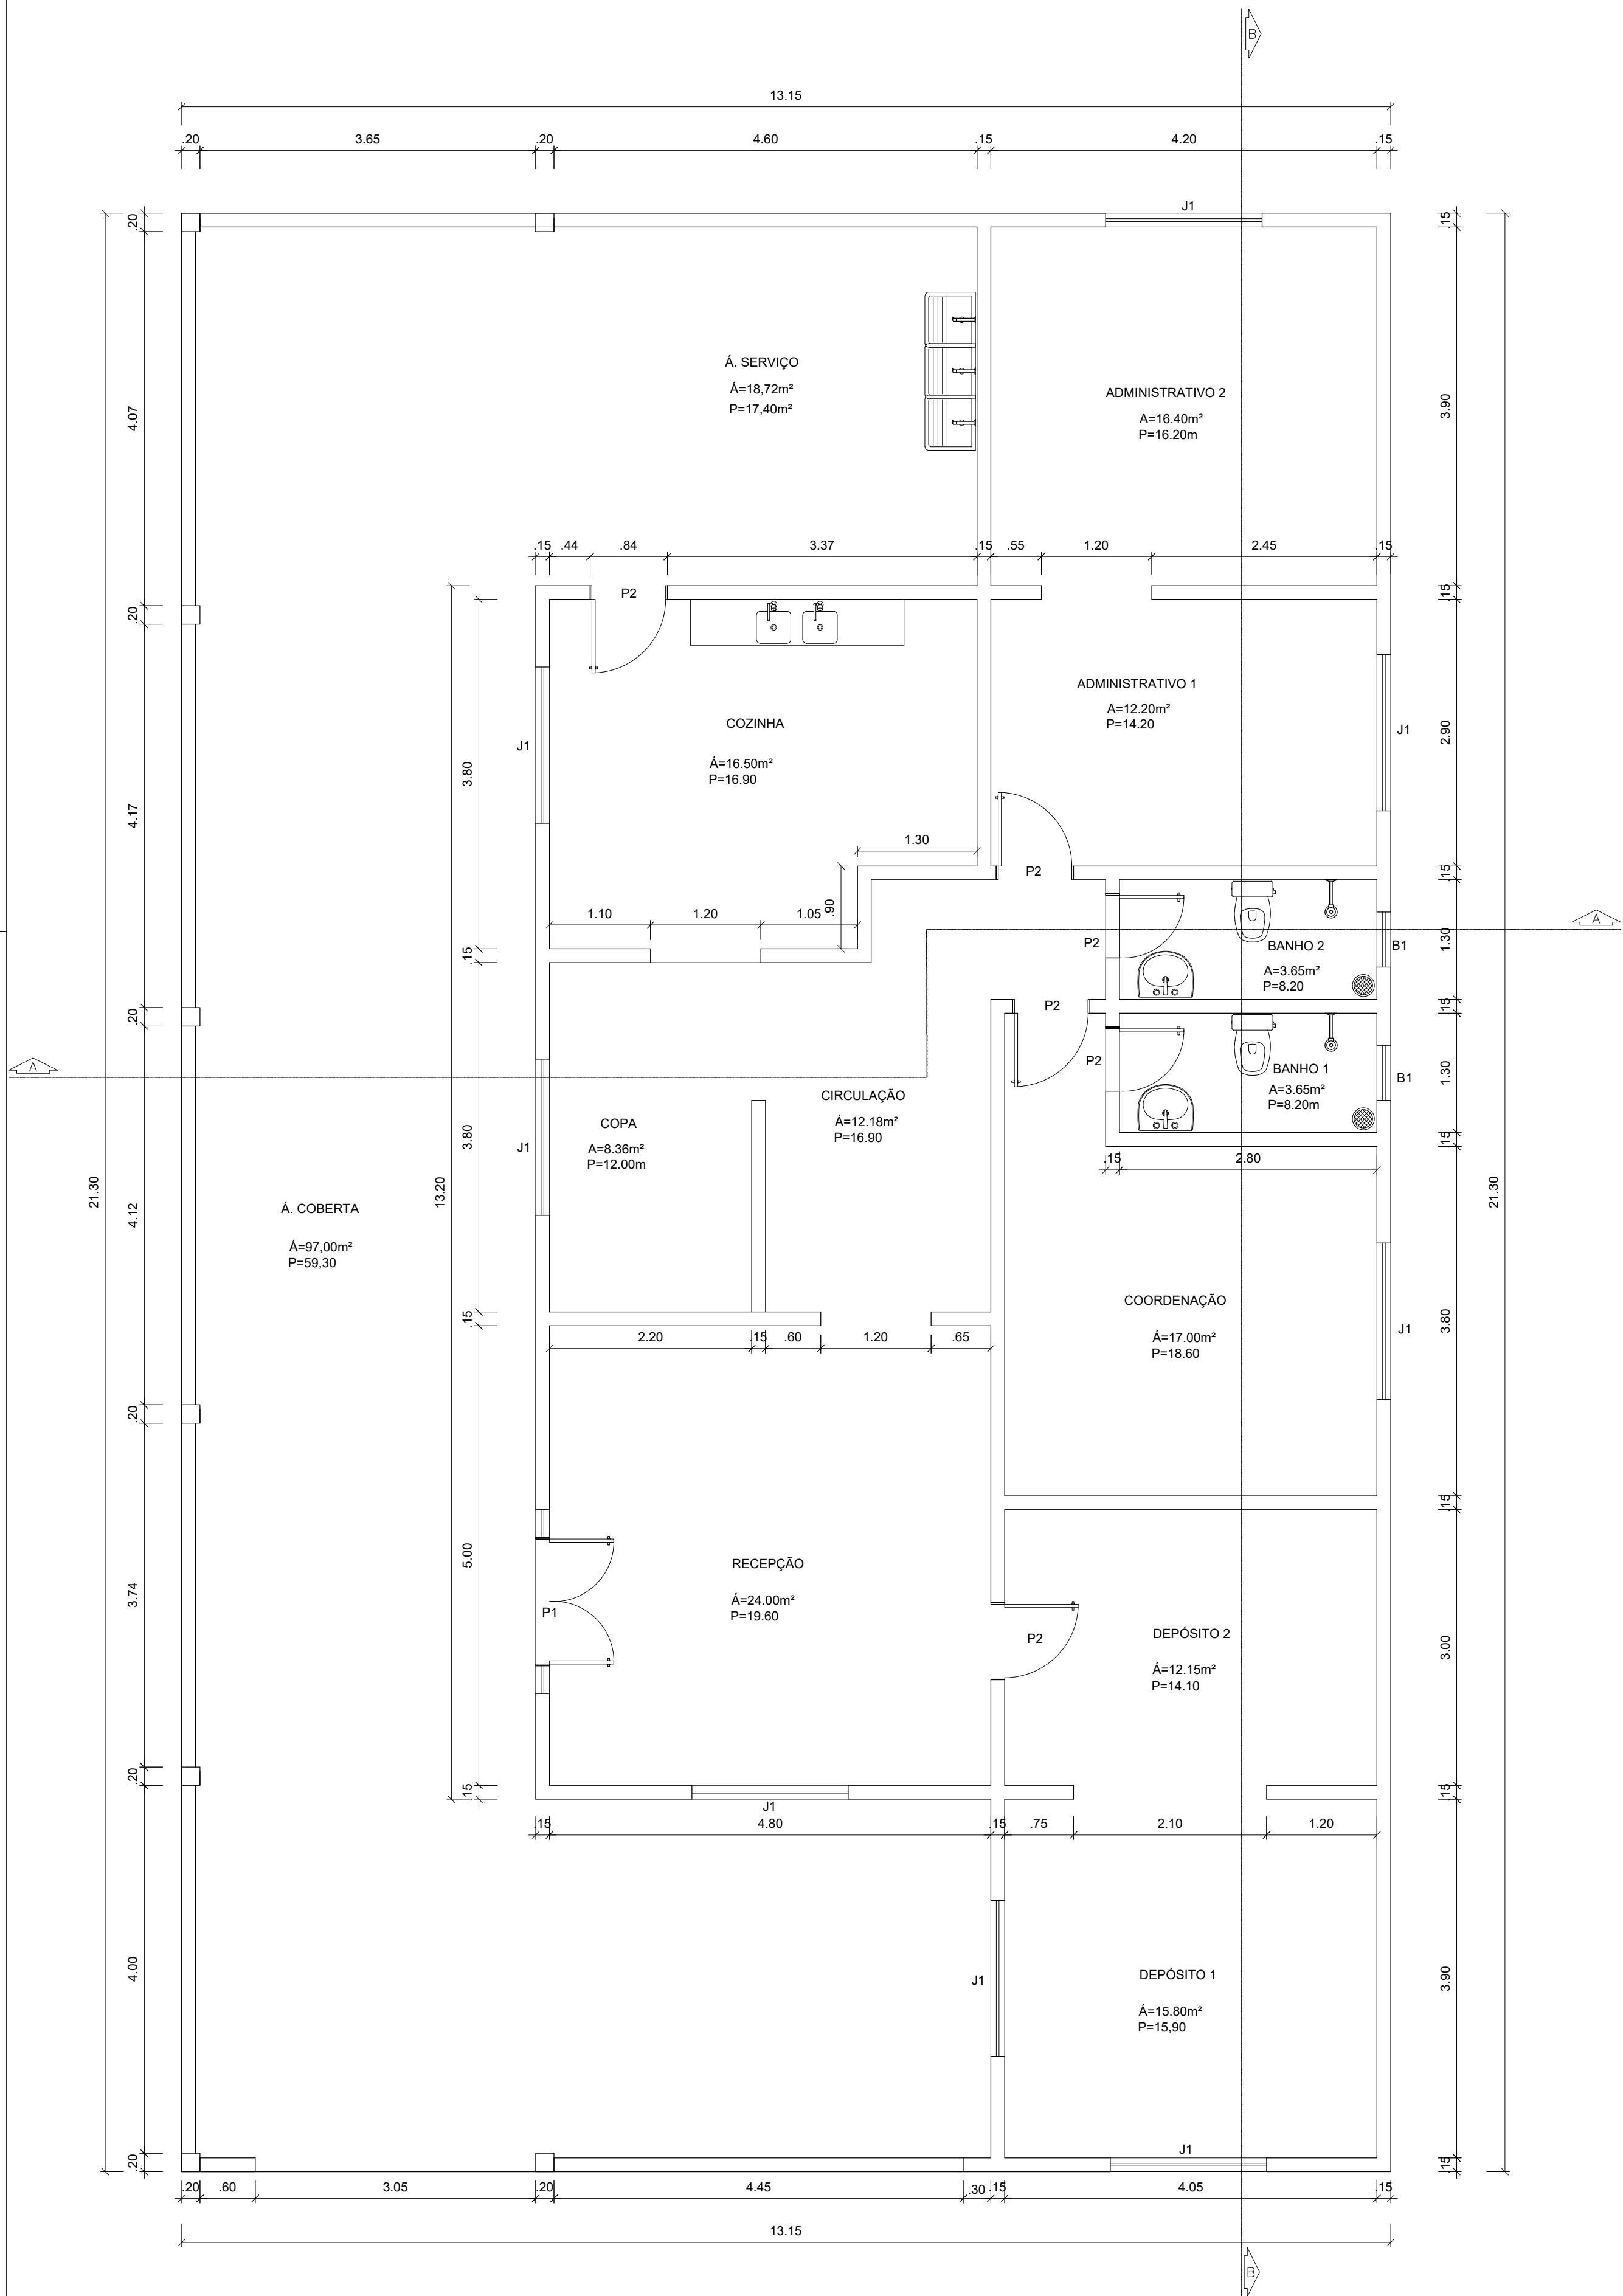 B
13.15
.20 3.65 .20 4.60 .15 4.20 .15
J1
.20
.15
Á. SERVIÇO
Á=18,72m²
P=17,40m²
ADMINISTRATIVO 2
A=16.40m²
P=16.20m
4.07
3.90
.15 .44 .84 3.37 .15 .55 1.20 2.45 .15
P2
.20
.15
ADMINISTRATIVO 1
A=12.20m²
P=14.20
COZINHA
Á=16.50m²
P=16.90
J1
J1
2.90
3.80
4.17
1.30
P2
.15
.90
1.10 1.20 1.05
A
P2
BANHO 2
A=3.65m²
P=8.20
B1
1.30
.15
P2
.20
.15
A
P2
BANHO 1
A=3.65m²
P=8.20m
B1
1.30
CIRCULAÇÃO
Á=12.18m²
P=16.90
COPA
A=8.36m²
P=12.00m
J1
3.80
.15
.15 2.80
21.30
13.20
21.30
4.12
Á. COBERTA
Á=97,00m²
P=59,30
COORDENAÇÃO
Á=17.00m²
P=18.60
J1
3.80
.15
2.20 .15 .60 1.20 .65
.20
.15
5.00
RECEPÇÃO
Á=24.00m²
P=19.60
P1
3.74
P2
DEPÓSITO 2
Á=12.15m²
P=14.10
3.00
.20
.15
.15
J1
.15 4.80 .15 .75 2.10 1.20
4.00
J1
DEPÓSITO 1
Á=15.80m²
P=15,90
3.90
J1
.20
.15
.20 .60 3.05 .20 4.45 .30 .15 4.05 .15
13.15
B